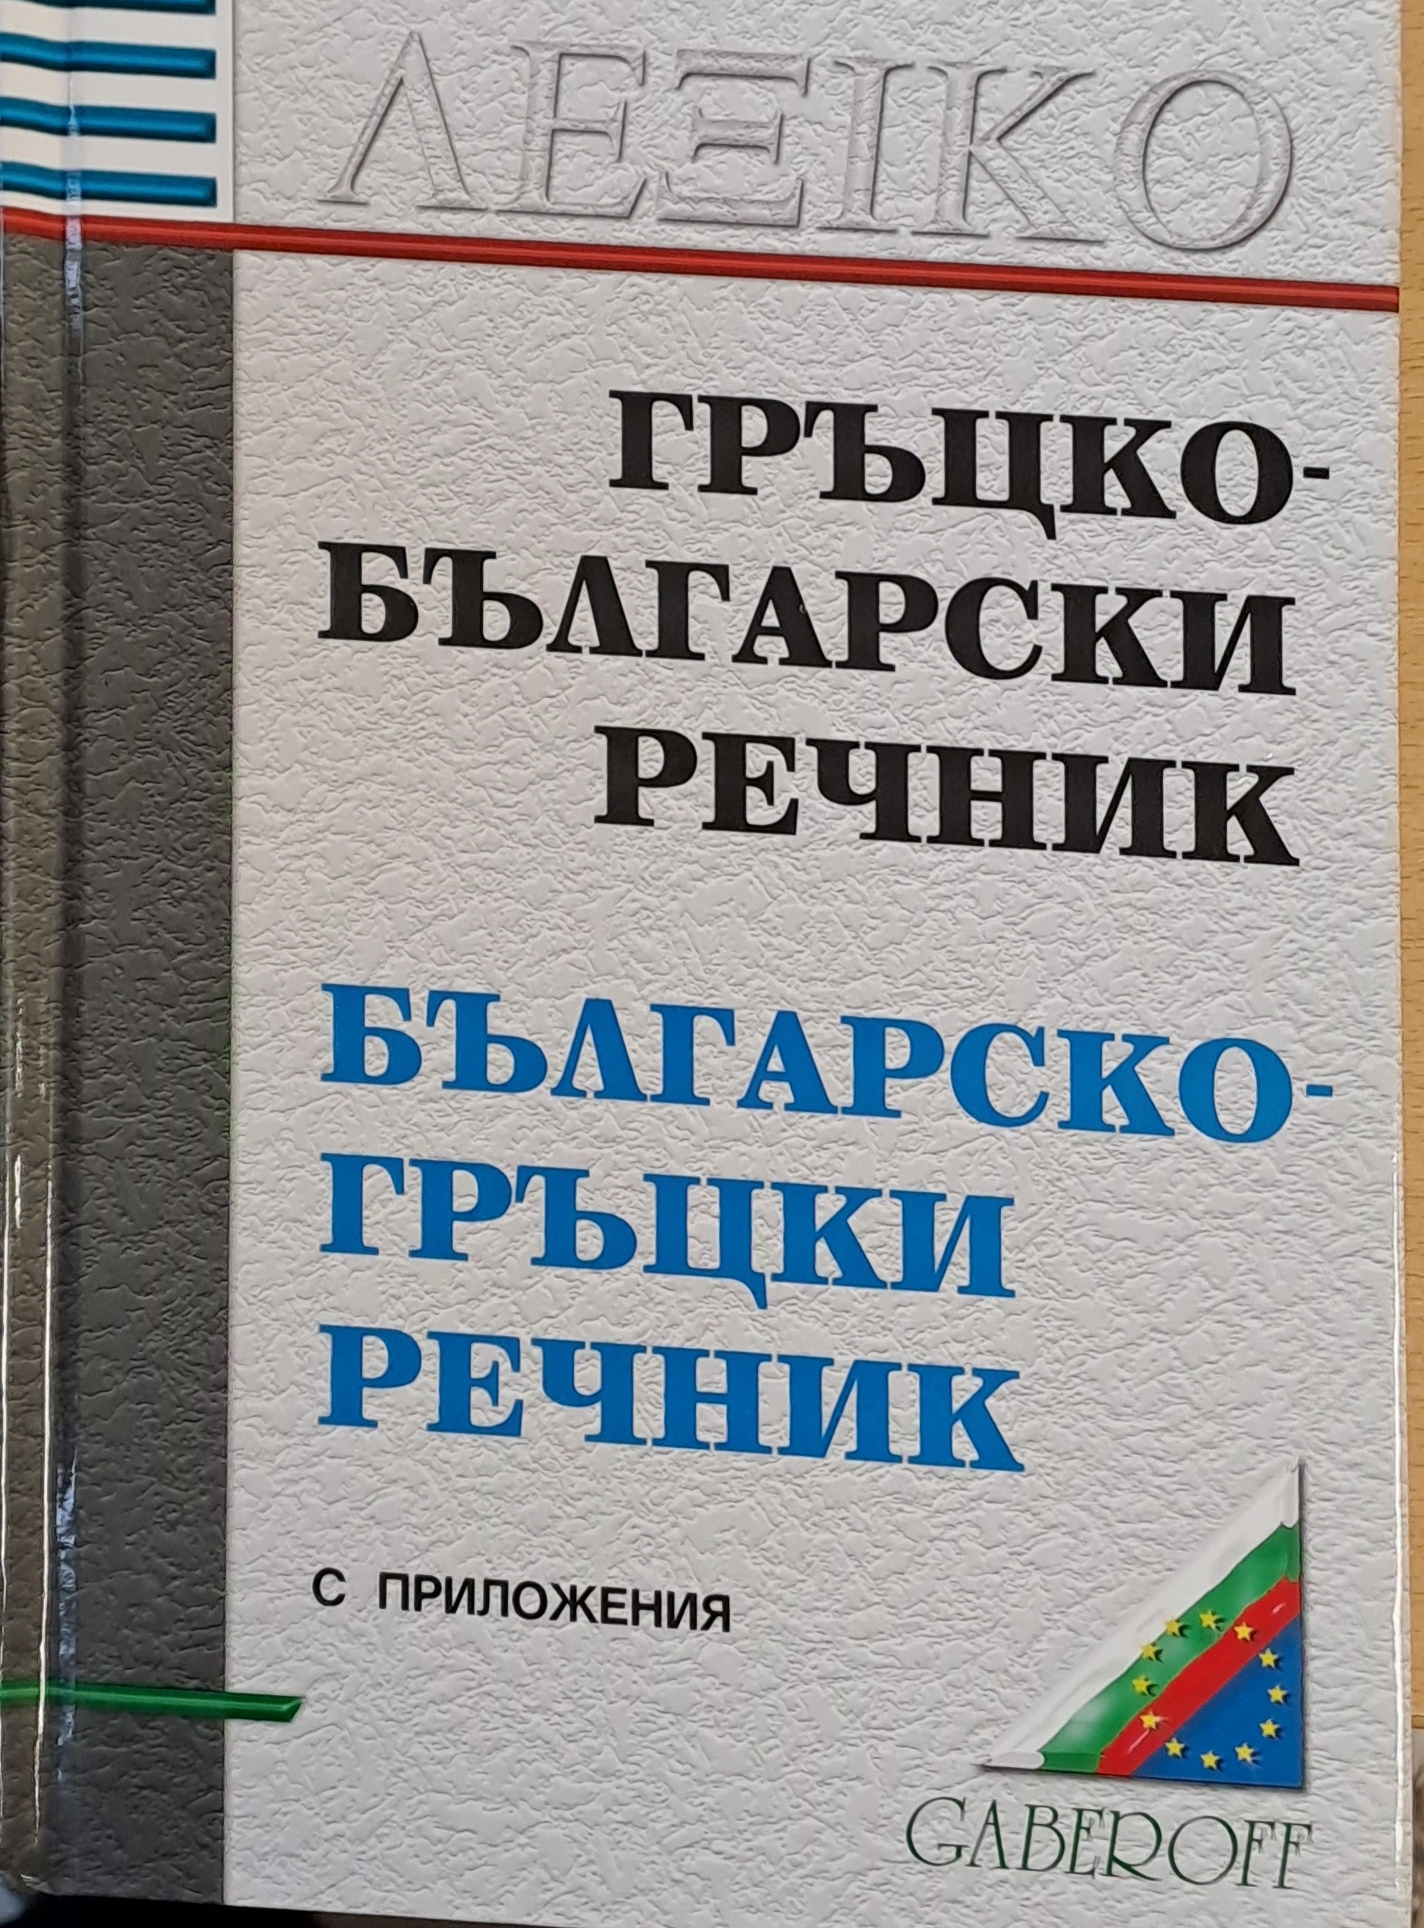 ΛΕΞΙΚΟ
ГРЪЦКО-
БЪЛГАРСКИ
РЕЧНИК
БЪЛГАРСКО-
ГРЪЦКИ
РЕЧНИК
С ПРИЛОЖЕНИЯ
GABEROFF